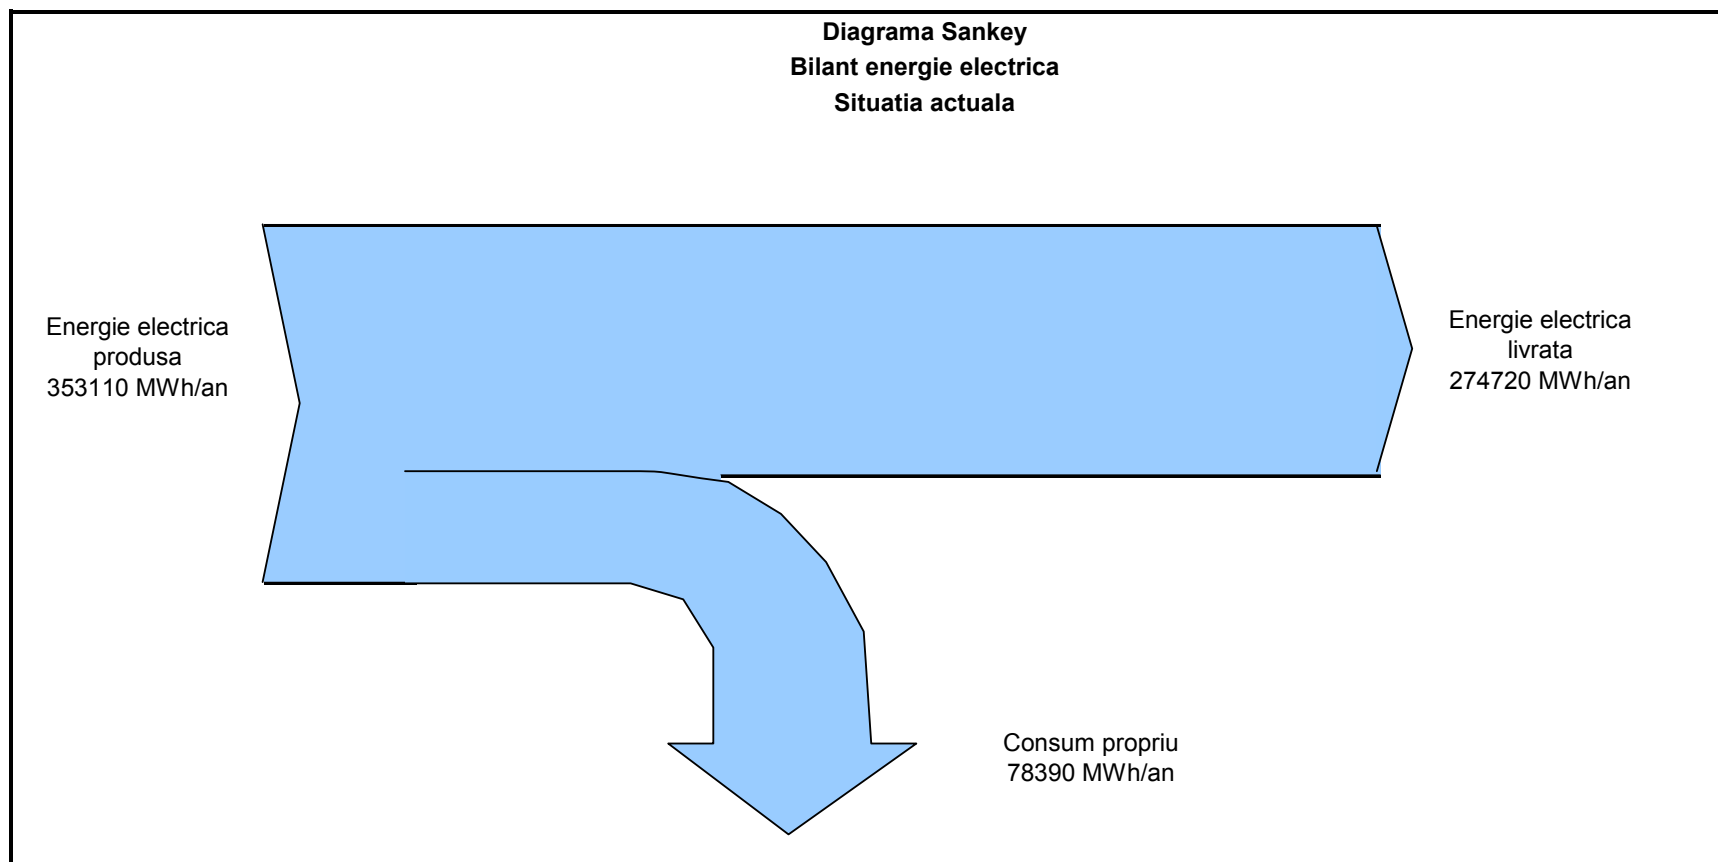 Diagrama Sankey
Bilant energie electrica
Situatia actuala
Energie electrica
produsa
353110 MWh/an
Energie electrica
livrata
274720 MWh/an
Consum propriu
78390 MWh/an